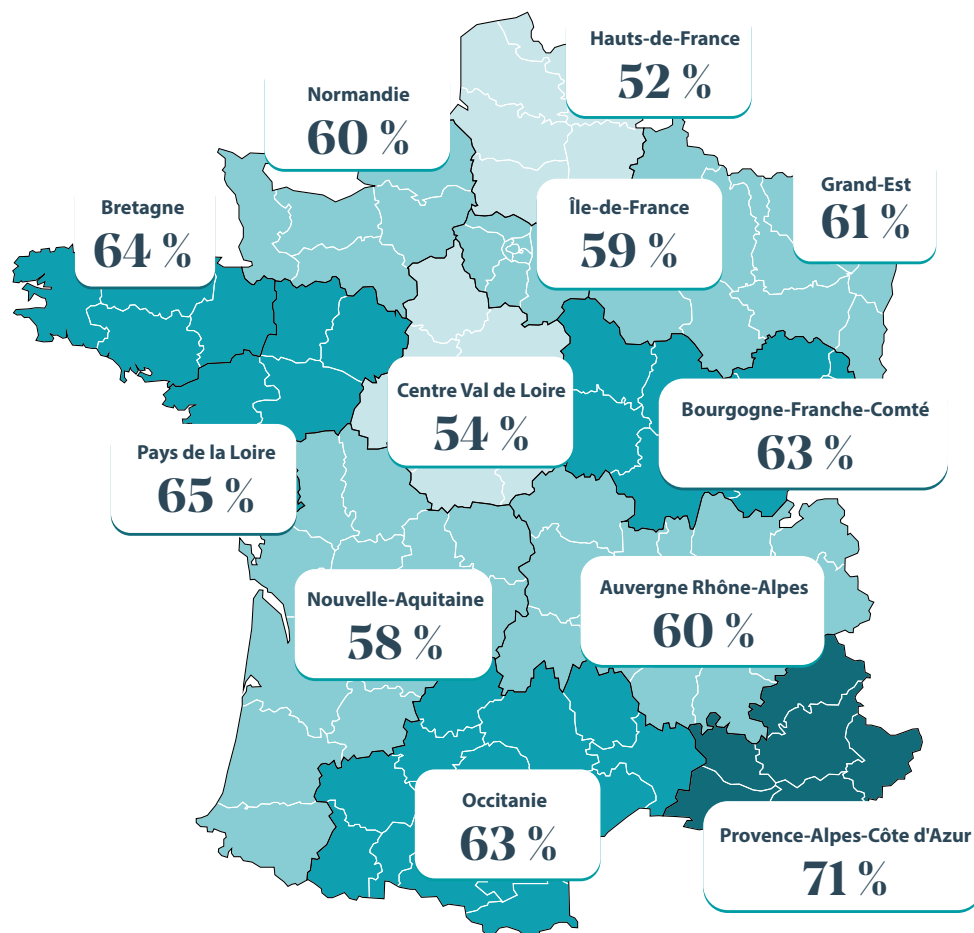 Hauts-de-France
52 %
Normandie
60 %
Grand-Est
61 %
Bretagne
64 %
Île-de-France
59 %
Centre Val de Loire
54 %
Bourgogne-Franche-Comté
63 %
Pays de la Loire
65 %
Nouvelle-Aquitaine
58 %
Auvergne Rhône-Alpes
60 %
Occitanie
63 %
Provence-Alpes-Côte d'Azur
71 %